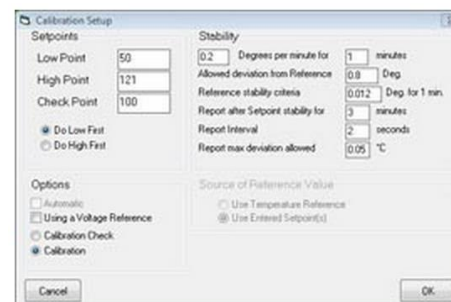 Calibration Setup
Setpoints
Low Point 50
High Point 121
Check Point 100
Do Low First
Do High First
Stability
0.2 Degrees per minute for 1 minutes
Allowed deviation from Reference 0.8 Deg.
Reference stability criteria 0.012 Deg. for 1 min.
Report after Setpoint stability for 3 minutes
Report Interval 2 seconds
Report max deviation allowed 0.05 °C
Options
Automatic
Using a Voltage Reference
Calibration Check
Calibration
Source of Reference Value
Use Temperature Reference
Use Entered Setpoint(s)
Cancel
OK